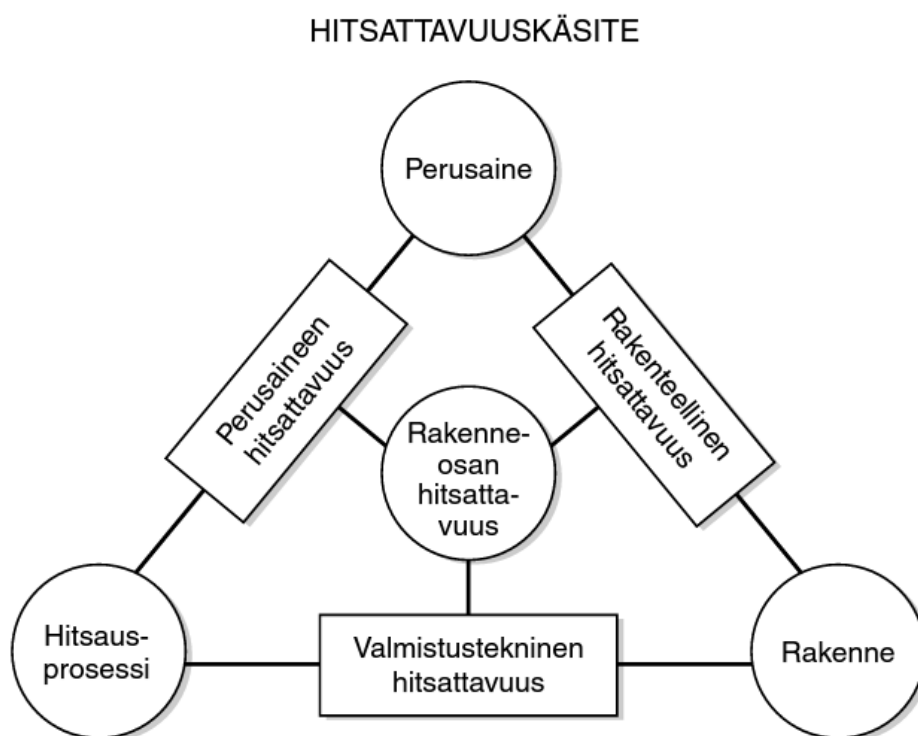 HITSATTAVUUSKÄSITE
Perusaine
Perusaineen
hitsattavuus
Rakenteellinen
hitsattavuus
Rakenne-
osan
hitsatta-
vuus
Hitsaus-
prosessi
Valmistustekninen
hitsattavuus
Rakenne